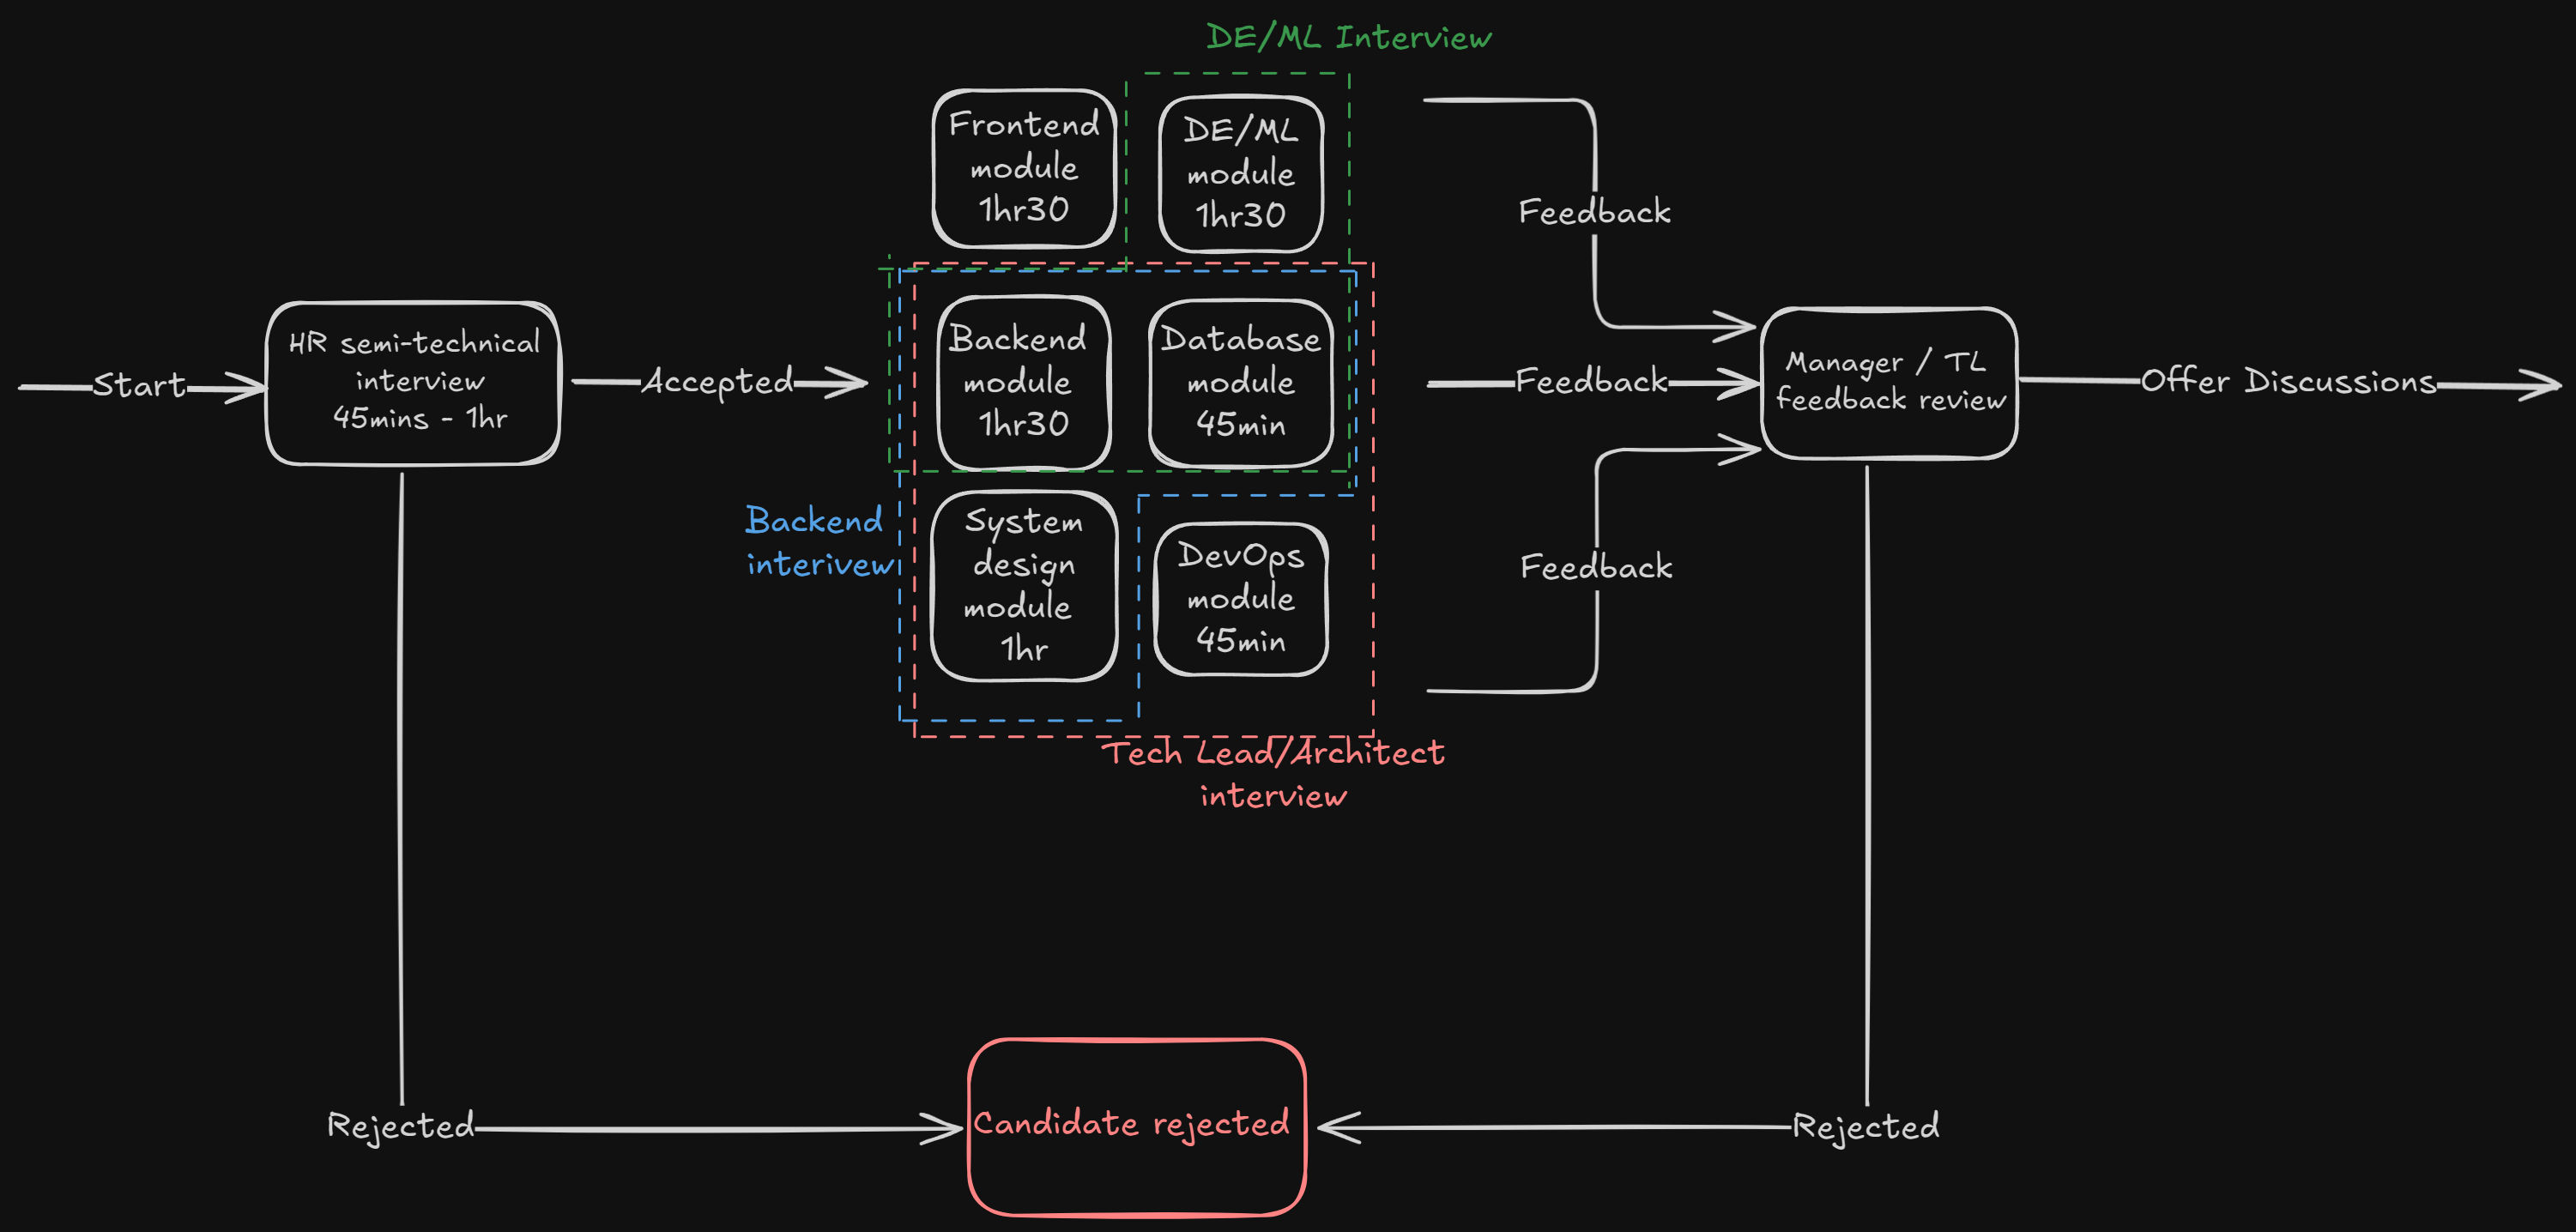 DE/ML Interview
Frontend
module
1hr30
DE/ML
module
1hr30
Feedback
Start
HR semi-technical
interview
45mins - 1hr
Accepted
Backend
module
1hr30
Database
module
45min
Feedback
Manager / TL
feedback review
Offer Discussions
Backend
interivew
System
design
module
1hr
DevOps
module
45min
Feedback
Tech Lead/Architect
interview
Rejected
Candidate rejected
Rejected